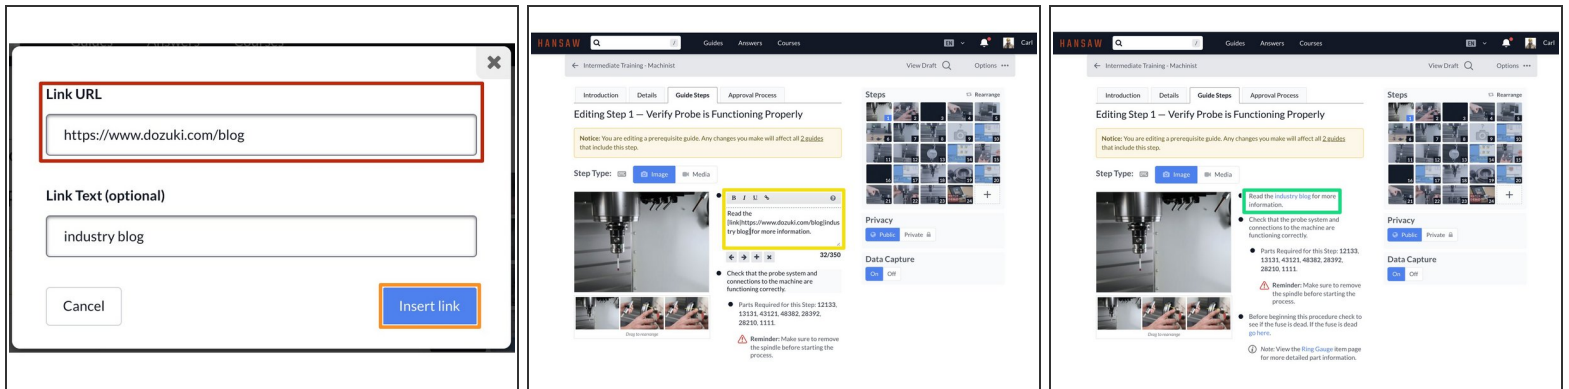 Link URL
https://www.dozuki.com/blog
Link Text (optional)
industry blog
Cancel
Insert link
HANSAW
/
Guides
Answers
Courses
EN
Carl
← Intermediate Training - Machinist
View Draft
Options
Introduction
Details
Guide Steps
Approval Process
Editing Step 1 — Verify Probe is Functioning Properly
Notice: You are editing a prerequisite guide. Any changes you make will affect all 2 guides
that include this step.
Step Type:
Image
Media
B I U
Read the
[link|https://www.dozuki.com/blog|indus
try blog]for more information.
32/350
Check that the probe system and
connections to the machine are
functioning correctly.
Parts Required for this Step: 12133,
13131, 43121, 48382, 28392,
28210, 1111.
Reminder: Make sure to remove
the spindle before starting the
process.
Drag to rearrange
Steps
Rearrange
Privacy
Public
Private
Data Capture
On
Off
HANSAW
/
Guides
Answers
Courses
EN
Carl
← Intermediate Training - Machinist
View Draft
Options
Introduction
Details
Guide Steps
Approval Process
Editing Step 1 — Verify Probe is Functioning Properly
Notice: You are editing a prerequisite guide. Any changes you make will affect all 2 guides
that include this step.
Step Type:
Image
Media
Read the industry blog for more
information.
Check that the probe system and
connections to the machine are
functioning correctly.
Parts Required for this Step: 12133,
13131, 43121, 48382, 28392,
28210, 1111.
Reminder: Make sure to remove
the spindle before starting the
process.
Before beginning this procedure check to
see if the fuse is dead. If the fuse is dead
go here.
Note: View the Ring Gauge item page
for more detailed part information.
Drag to rearrange
Steps
Rearrange
Privacy
Public
Private
Data Capture
On
Off